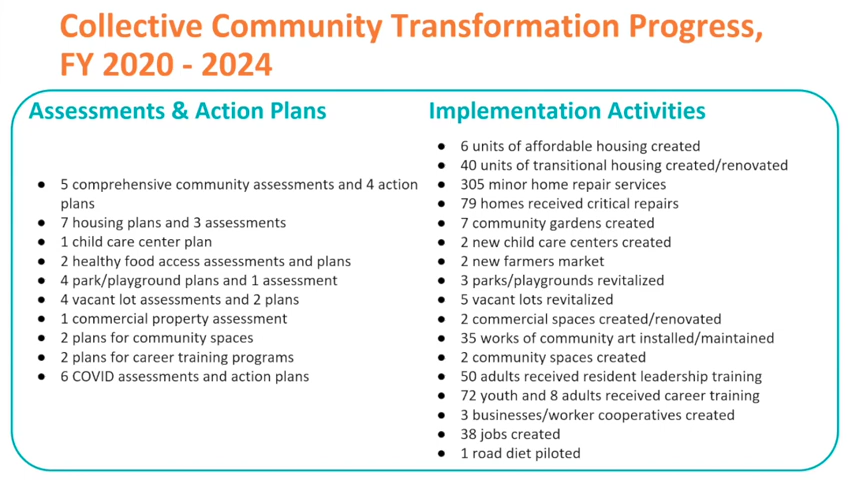 Collective Community Transformation Progress,
FY 2020 - 2024
Assessments & Action Plans
● 5 comprehensive community assessments and 4 action
plans
● 7 housing plans and 3 assessments
● 1 child care center plan
● 2 healthy food access assessments and plans
● 4 park/playground plans and 1 assessment
● 4 vacant lot assessments and 2 plans
● 1 commercial property assessment
● 2 plans for community spaces
● 2 plans for career training programs
● 6 COVID assessments and action plans
Implementation Activities
● 6 units of affordable housing created
● 40 units of transitional housing created/renovated
● 305 minor home repair services
● 79 homes received critical repairs
● 7 community gardens created
● 2 new child care centers created
● 2 new farmers market
● 3 parks/playgrounds revitalized
● 5 vacant lots revitalized
● 2 commercial spaces created/renovated
● 35 works of community art installed/maintained
● 2 community spaces created
● 50 adults received resident leadership training
● 72 youth and 8 adults received career training
● 3 businesses/worker cooperatives created
● 38 jobs created
● 1 road diet piloted